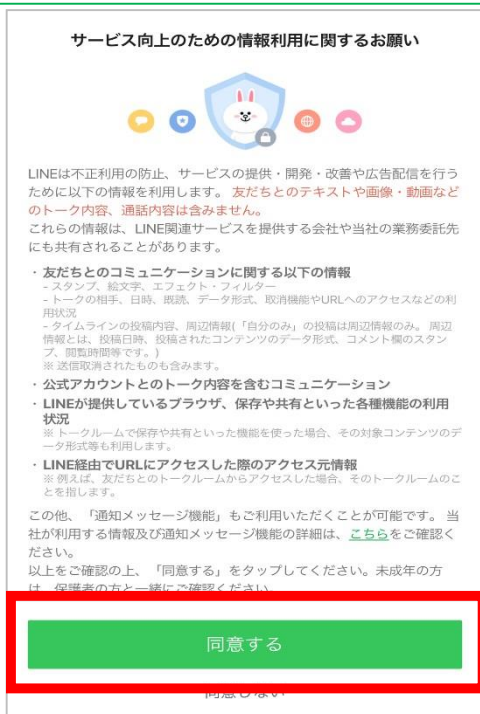 サービス向上のための情報利用に関するお願い
LINEは不正利用の防止、サービスの提供・開発・改善や広告配信を行う
ために以下の情報を利用します。 友だちとのテキストや画像・動画など
のトーク内容、通話内容は含みません。
これらの情報は、LINE関連サービスを提供する会社や当社の業務委託先
にも共有されることがあります。
・友だちとのコミュニケーションに関する以下の情報
- スタンプ、絵文字、エフェクト・フィルター
- トークの相手、日時、既読、データ形式、取消機能やURLへのアクセスなどの利
用状況
- タイムラインの投稿内容、周辺情報(「自分のみ」の投稿は周辺情報のみ。 周辺
情報とは、投稿日時、投稿されたコンテンツのデータ形式、コメント欄のスタン
プ、閲覧時間等です。)
※ 送信取消されたものも含みます。
・公式アカウントとのトーク内容を含むコミュニケーション
・LINEが提供しているブラウザ、保存や共有といった各種機能の利用
状況
※ トークルームで保存や共有といった機能を使った場合、その対象コンテンツのデ
ータ形式等も利用します。
・LINE経由でURLにアクセスした際のアクセス元情報
※ 例えば、友だちとのトークルームからアクセスした場合、そのトークルームのこ
とを指します。
この他、「通知メッセージ機能」もご利用いただくことが可能です。 当
社が利用する情報及び通知メッセージ機能の詳細は、こちらをご確認く
ださい。
以上をご確認の上、「同意する」をタップしてください。未成年の方
は、保護者の方と一緒にご確認ください。
同意する
同意しない